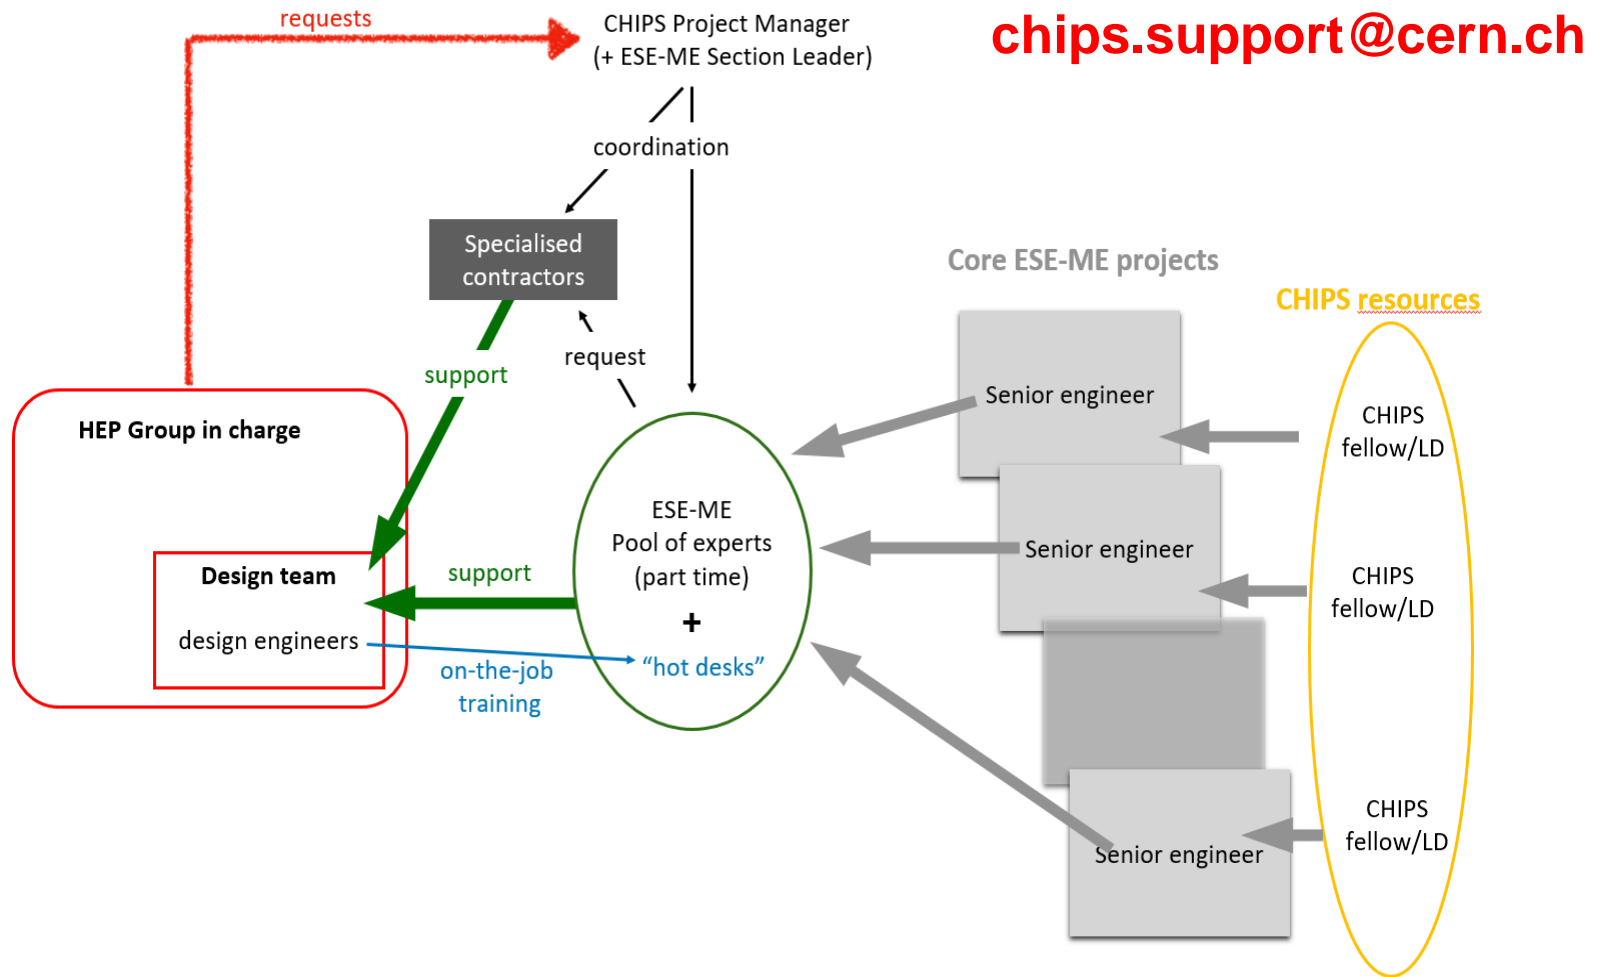 requests
CHIPS Project Manager
(+ ESE-ME Section Leader)
chips.support@cern.ch
coordination
Specialised
contractors
Core ESE-ME projects
CHIPS resources
request
support
Senior engineer
CHIPS
fellow/LD
HEP Group in charge
ESE-ME
Pool of experts
(part time)
+
“hot desks”
Senior engineer
CHIPS
fellow/LD
support
Design team
design engineers
on-the-job
training
CHIPS
fellow/LD
Senior engineer